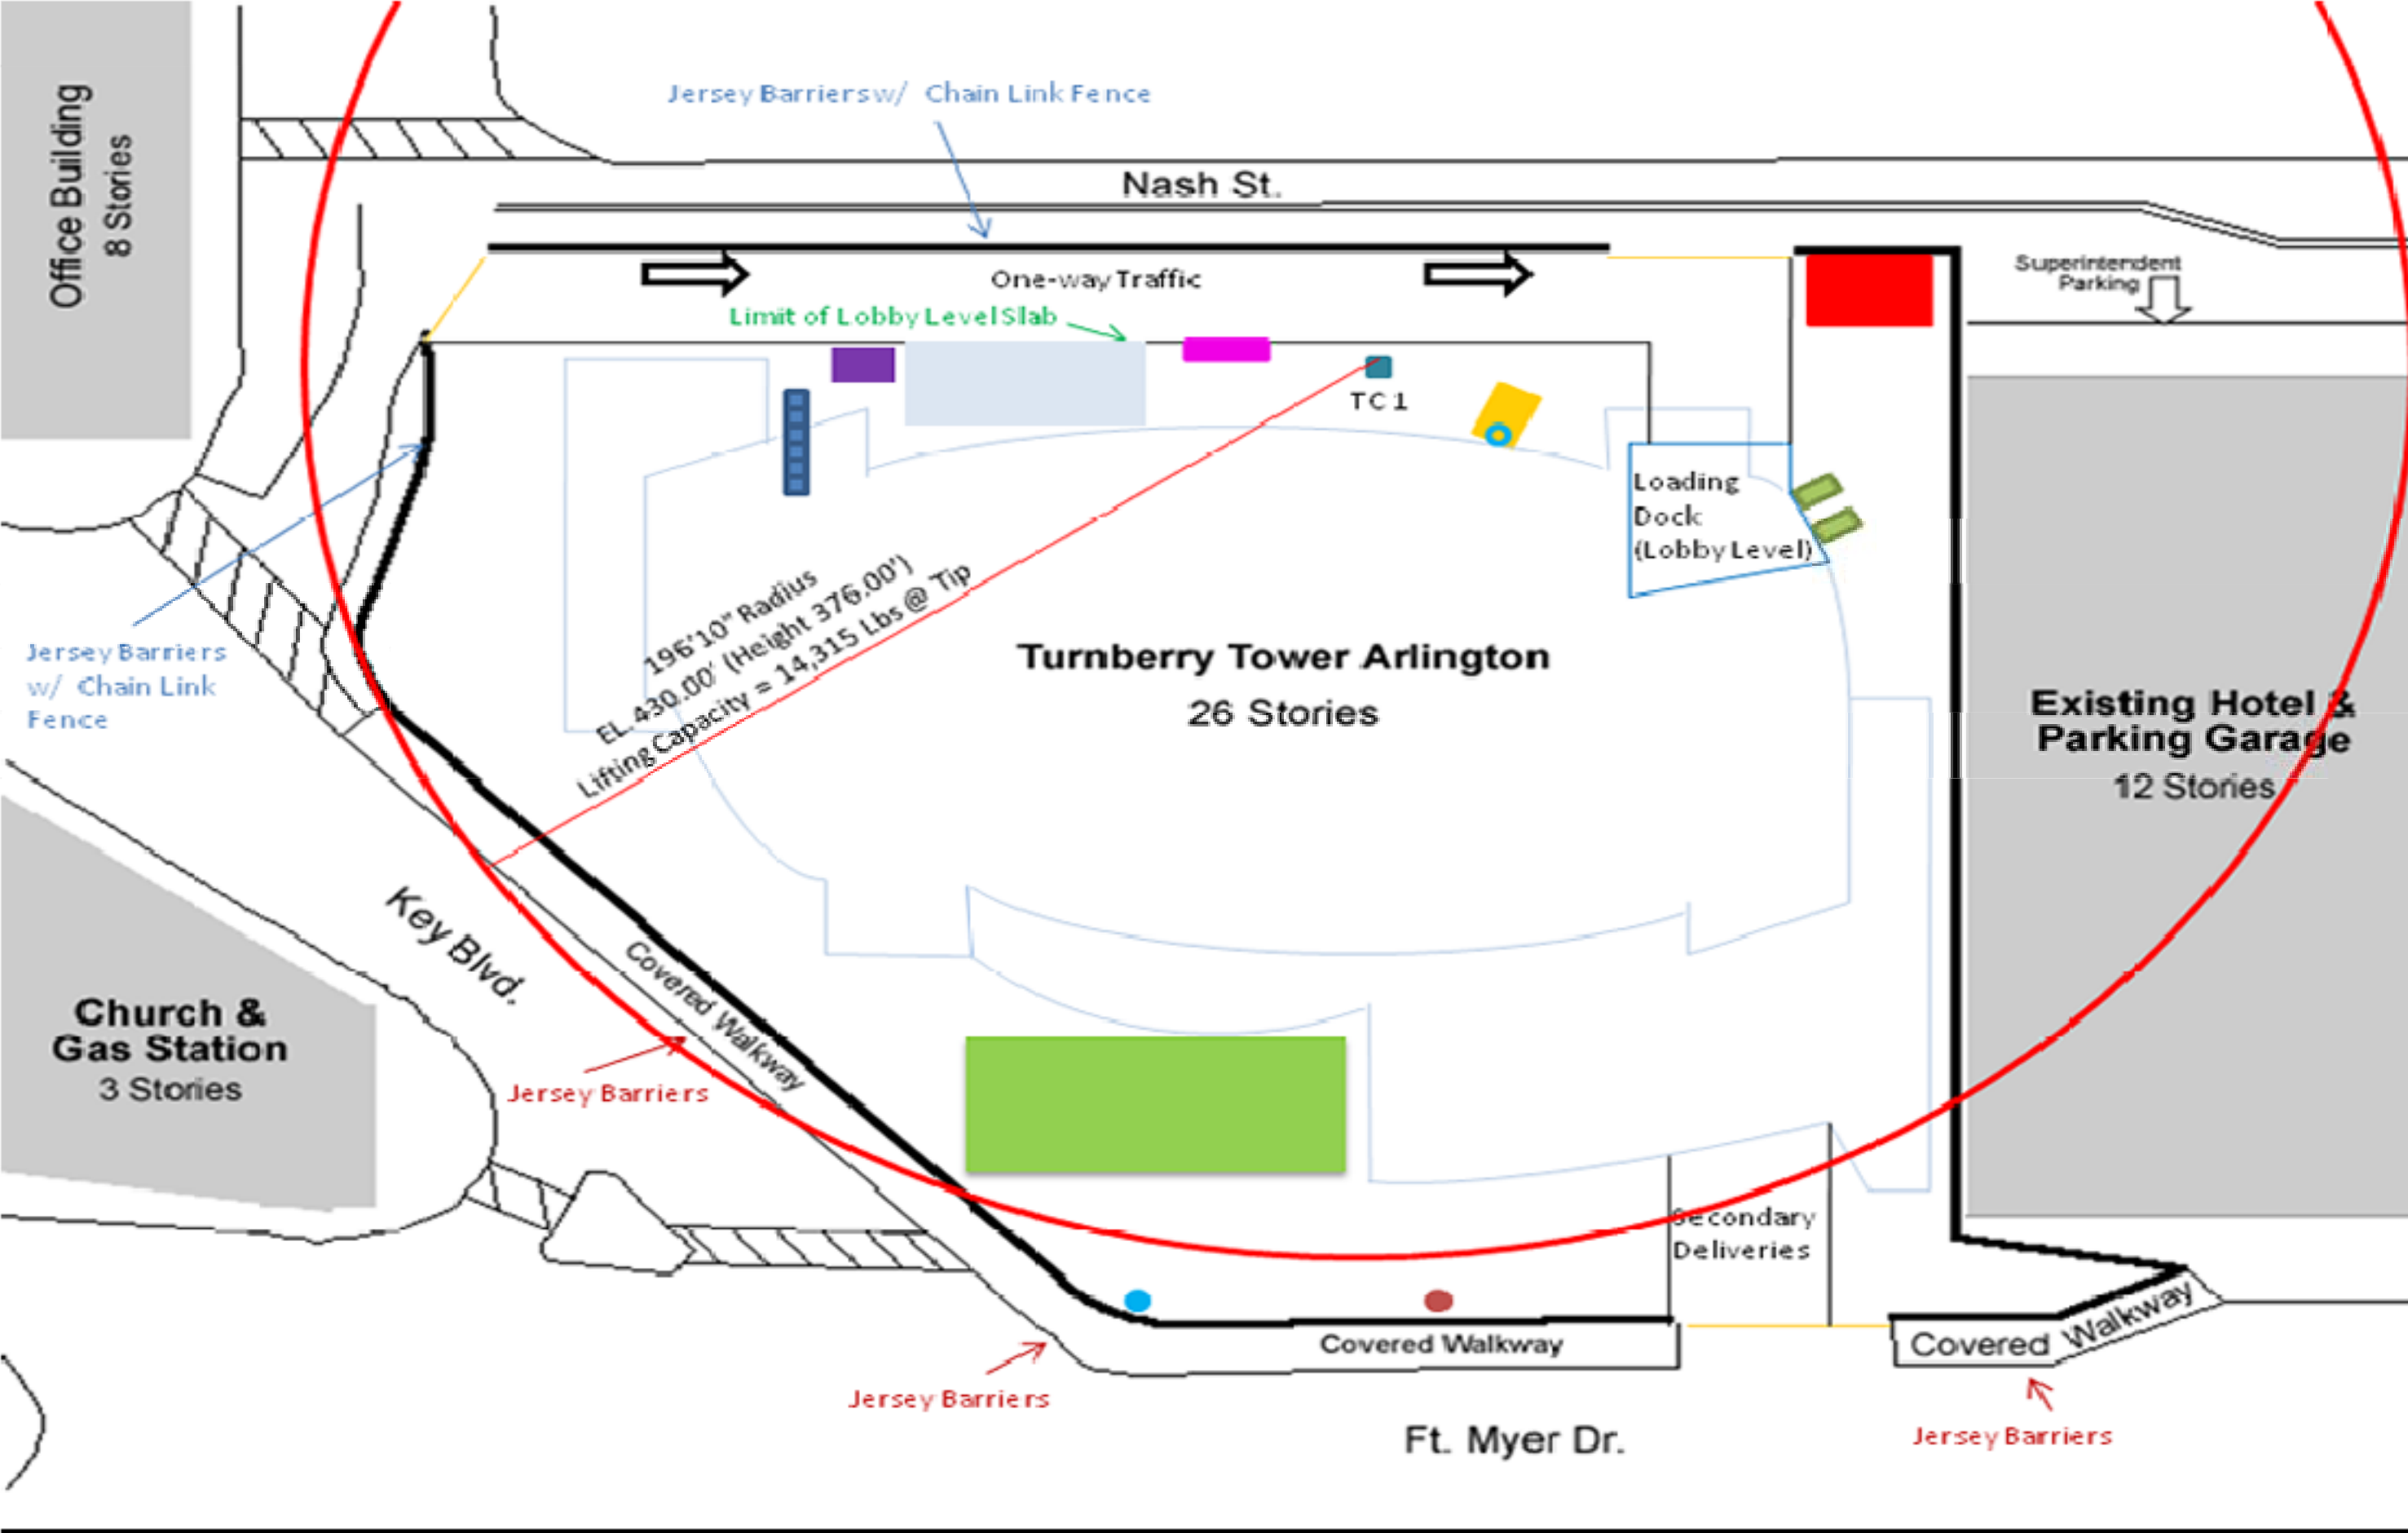 Office Building
8 Stories
Jersey Barriers w/ Chain Link Fence
Nash St.
One-way Traffic
Limit of Lobby Level Slab
Superintendent
Parking
TC 1
Loading
Dock
(Lobby Level)
196'10" Radius
EL. 430.00' (Height 376.00')
Lifting Capacity = 14,315 Lbs @ Tip
Turnberry Tower Arlington
26 Stories
Jersey Barriers
w/ Chain Link
Fence
Existing Hotel &
Parking Garage
12 Stories
Key Blvd.
Covered Walkway
Church &
Gas Station
3 Stories
Jersey Barriers
Secondary
Deliveries
Covered Walkway
Covered Walkway
Jersey Barriers
Ft. Myer Dr.
Jersey Barriers